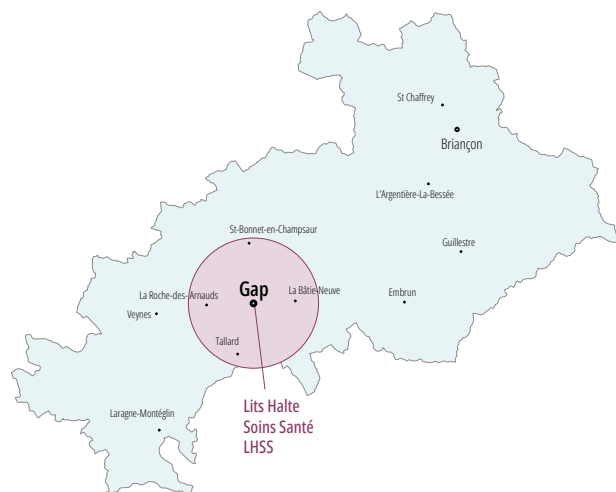 St Chaffrey
Briançon
L'Argentière-La-Bessée
St-Bonnet-en-Champsaur
Guillestre
Gap
La Roche-des-Arnauds
La Bâtie-Neuve
Embrun
Veynes
Tallard
Lits Halte
Soins Santé
LHSS
Laragne-Montéglin